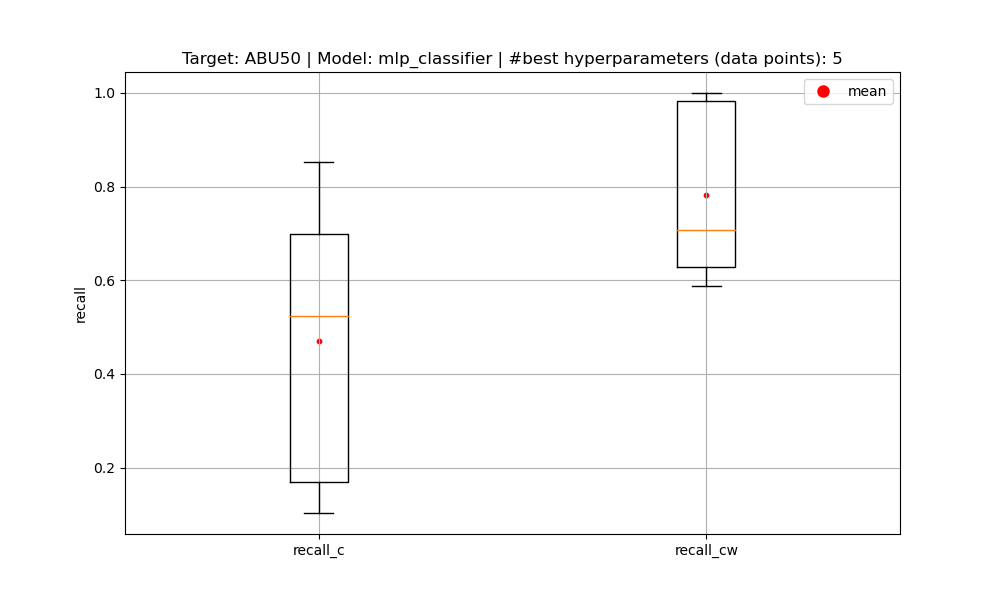 Target: ABU50 | Model: mlp_classifier | #best hyperparameters (data points): 5
mean
1.0
0.8
0.6
0.4
0.2
recall
recall_c
recall_cw